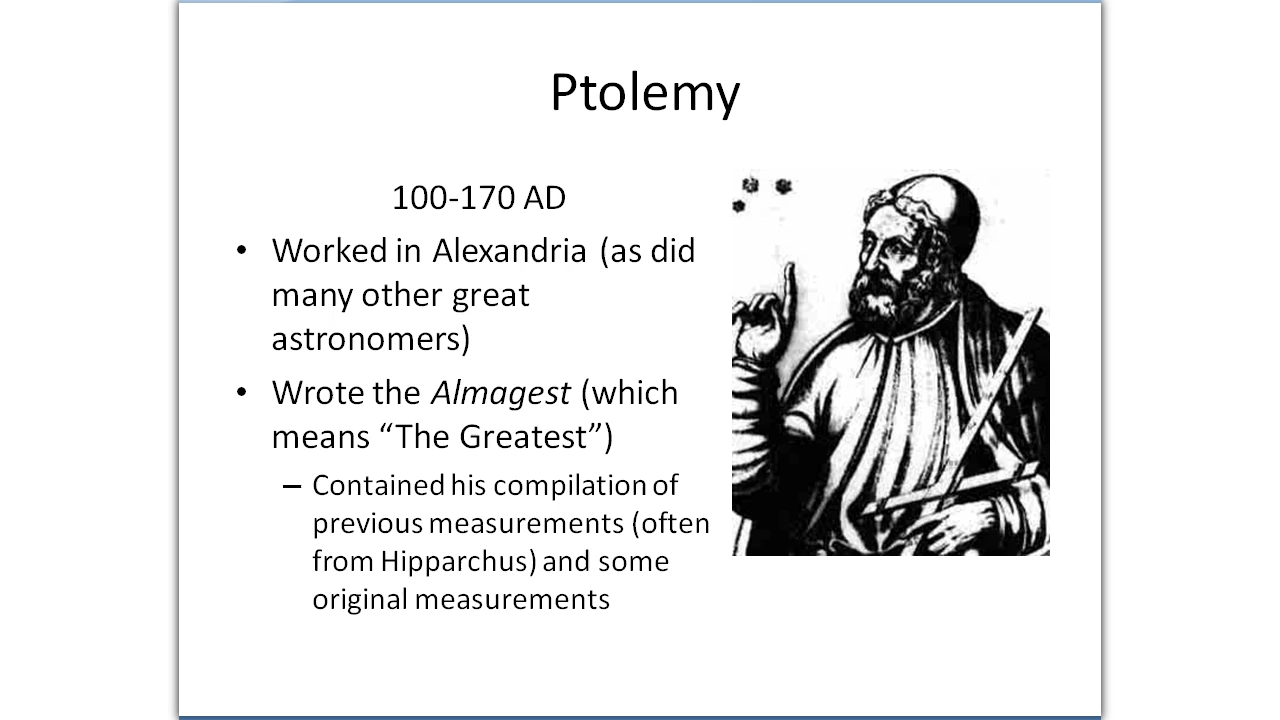 Ptolemy
100-170 AD
• Worked in Alexandria (as did
many other great
astronomers)
• Wrote the Almagest (which
means “The Greatest”)
– Contained his compilation of
previous measurements (often
from Hipparchus) and some
original measurements